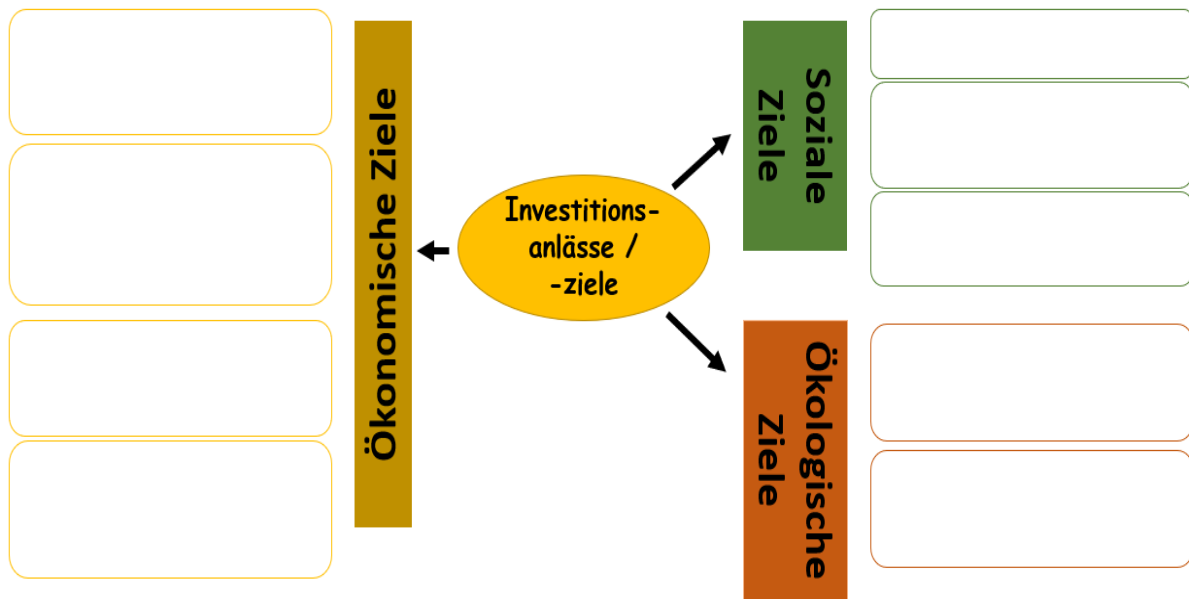 Ökonomische Ziele
Investitions-
anlässe /
-ziele
Soziale
Ziele
Ökologische
Ziele